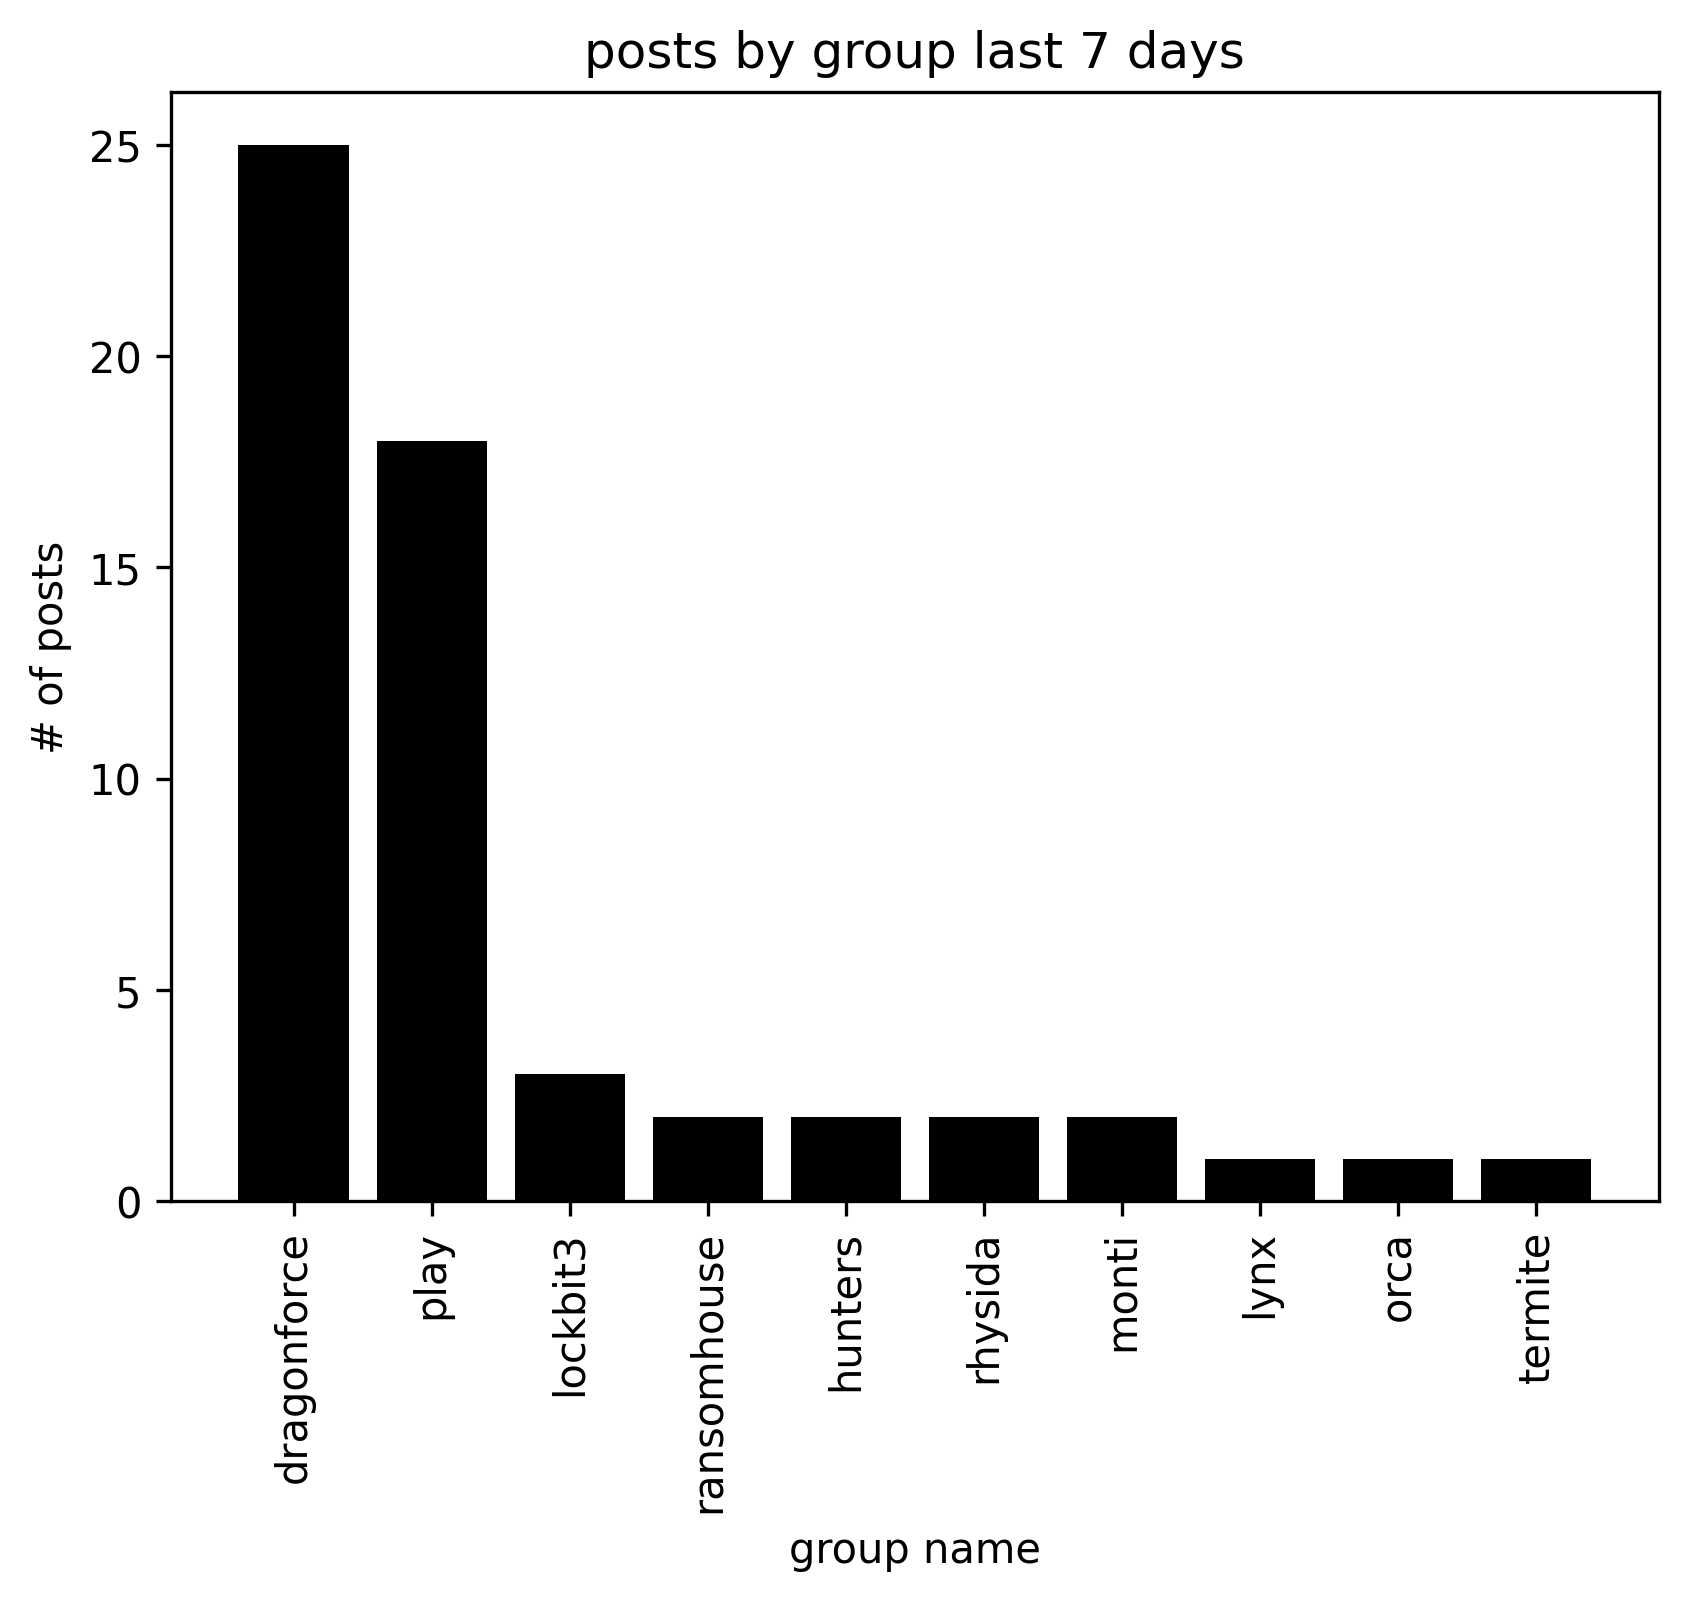 posts by group last 7 days
25
20
15
10
5
0
# of posts
dragonforce
play
lockbit3
ransomhouse
hunters
rhysida
monti
lynx
orca
termite
group name